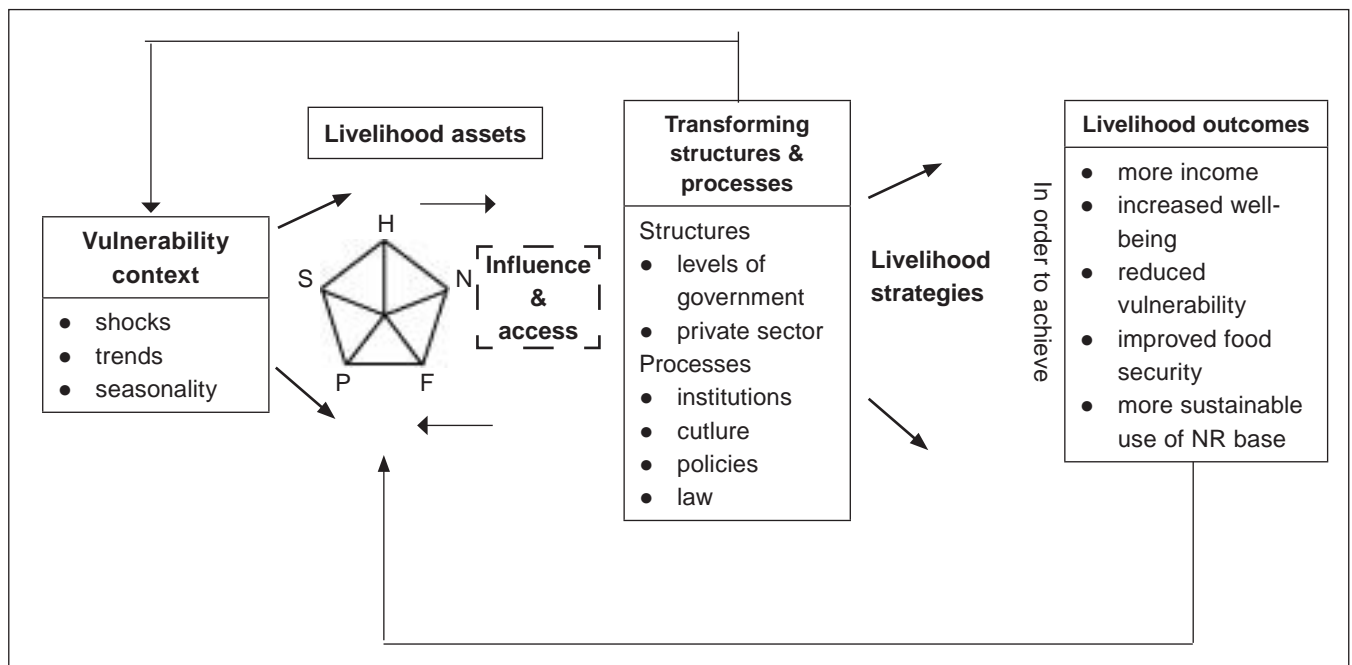 Livelihood assets
Vulnerability
context
● shocks
● trends
● seasonality
H
S
N
P
F
Influence
&
access
Transforming
structures &
processes
Structures
● levels of
government
● private sector
Processes
● institutions
● cutlure
● policies
● law
Livelihood
strategies
In order to achieve
Livelihood outcomes
● more income
● increased well-
being
● reduced
vulnerability
● improved food
security
● more sustainable
use of NR base